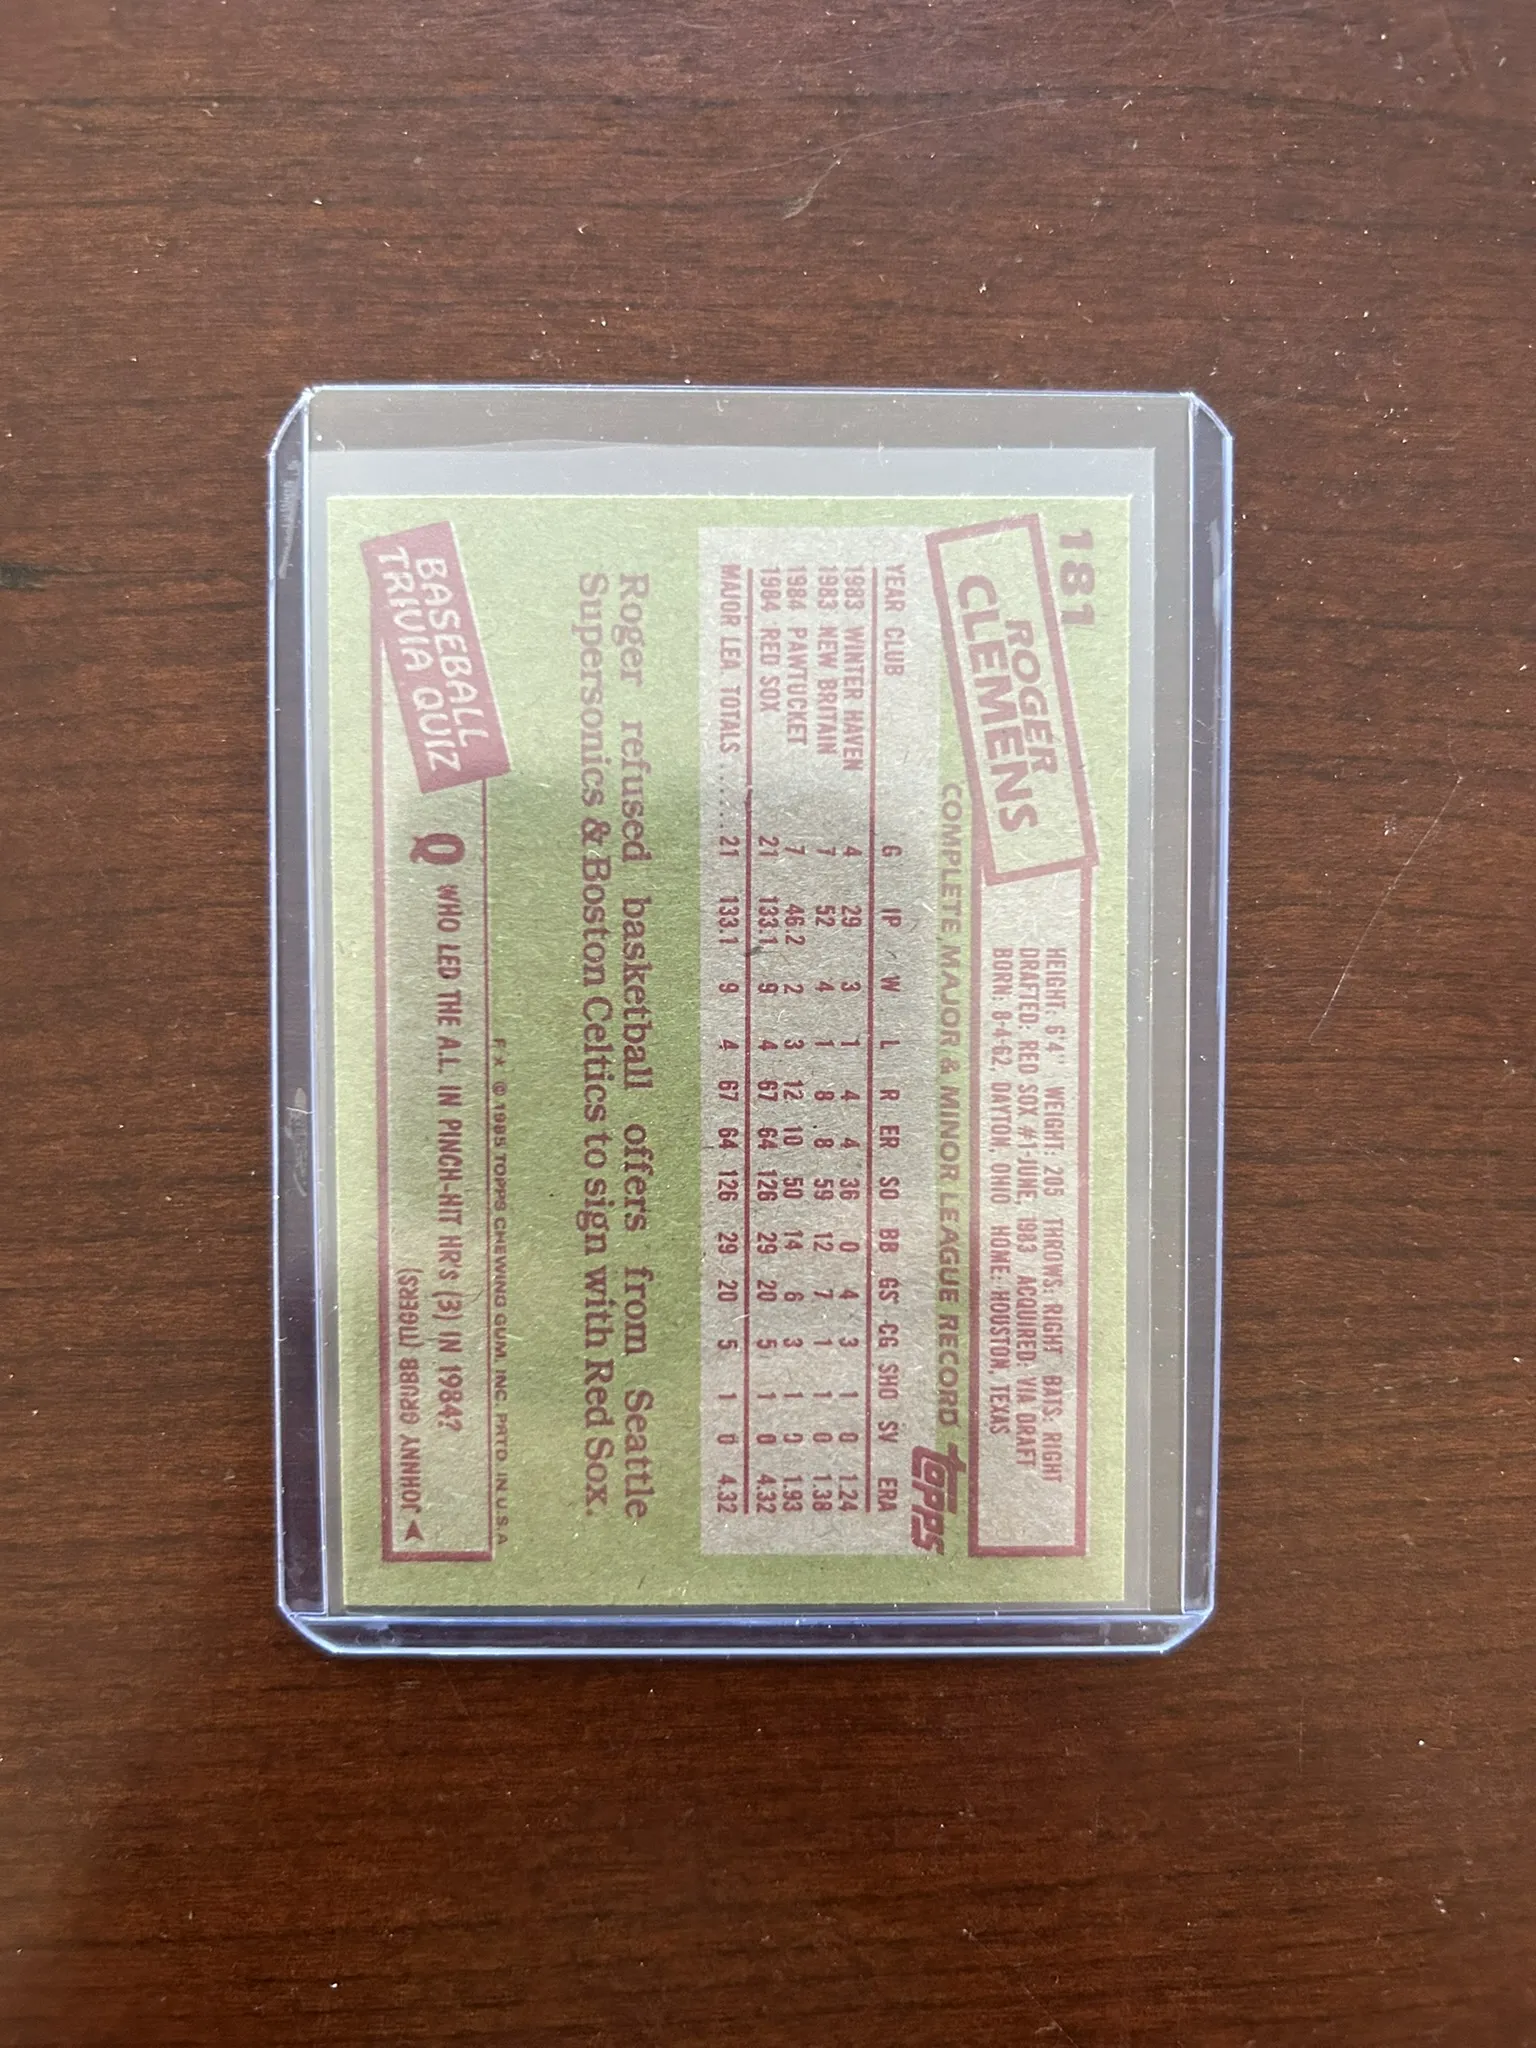 181
ROGER
CLEMENS
HEIGHT: 6'4" WEIGHT: 205 THROWS: RIGHT BATS: RIGHT
DRAFTED: RED SOX #1-JUNE, 1983 ACQUIRED: VIA DRAFT
BORN: 8-4-62, DAYTON, OHIO HOME: HOUSTON, TEXAS
COMPLETE MAJOR & MINOR LEAGUE RECORD topps
YEAR CLUB G IP W L R ER SO BB GS CG SHO SV ERA
1983 WINTER HAVEN 4 29 3 1 4 4 36 0 4 3 1 0 1.24
1983 NEW BRITAIN 7 52 4 1 8 8 59 12 7 1 1 0 1.38
1984 PAWTUCKET 7 46.2 2 3 12 10 50 14 6 3 1 0 1.93
1984 RED SOX 21 133.1 9 4 67 64 126 29 20 5 1 0 4.32
MAJOR LEA TOTALS ...... 21 133.1 9 4 67 64 126 29 20 5 1 0 4.32
Roger refused basketball offers from Seattle
Supersonics & Boston Celtics to sign with Red Sox.
F★ © 1985 TOPPS CHEWING GUM, INC. PRTD. IN U.S.A
BASEBALL
TRIVIA QUIZ
Q WHO LED THE A.L. IN PINCH-HIT HR'S (3) IN 1984?
JOHNNY GRUBB (TIGERS)